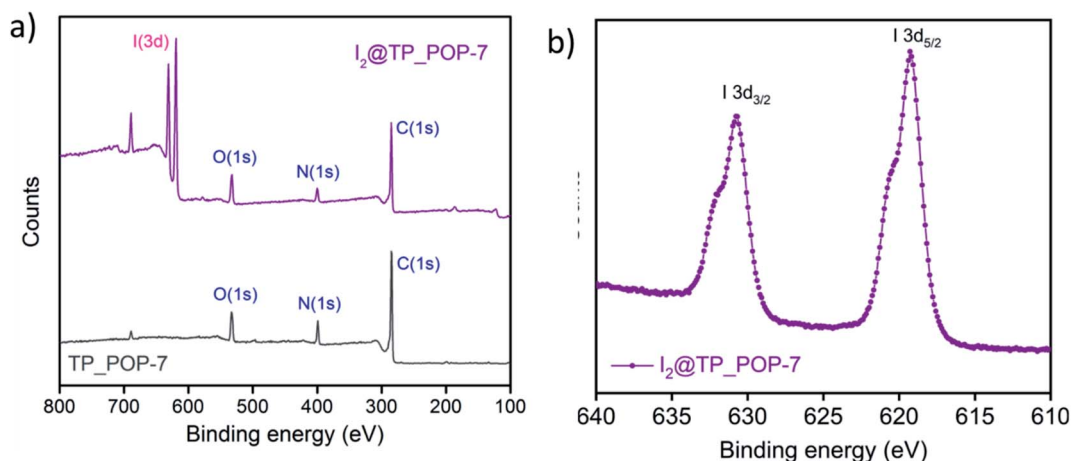 a)
I(3d)
I₂@TP_POP-7
C(1s)
O(1s)
N(1s)
Counts
C(1s)
O(1s)
N(1s)
TP_POP-7
800 700 600 500 400 300 200 100
Binding energy (eV)
b)
I 3d₅/₂
I 3d₃/₂
I₂@TP_POP-7
640 635 630 625 620 615 610
Binding energy (eV)